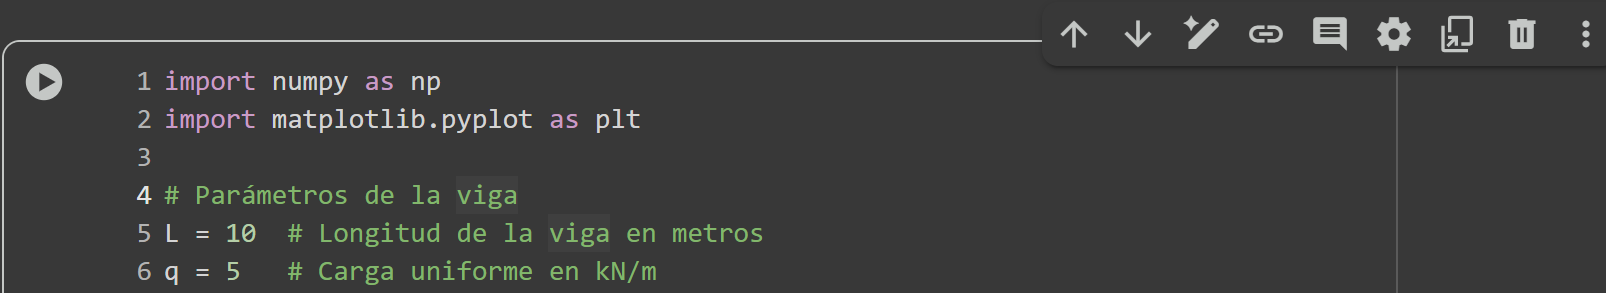 1 import numpy as np
2 import matplotlib.pyplot as plt
3
4 # Parámetros de la viga
5 L = 10  # Longitud de la viga en metros
6 q = 5   # Carga uniforme en kN/m